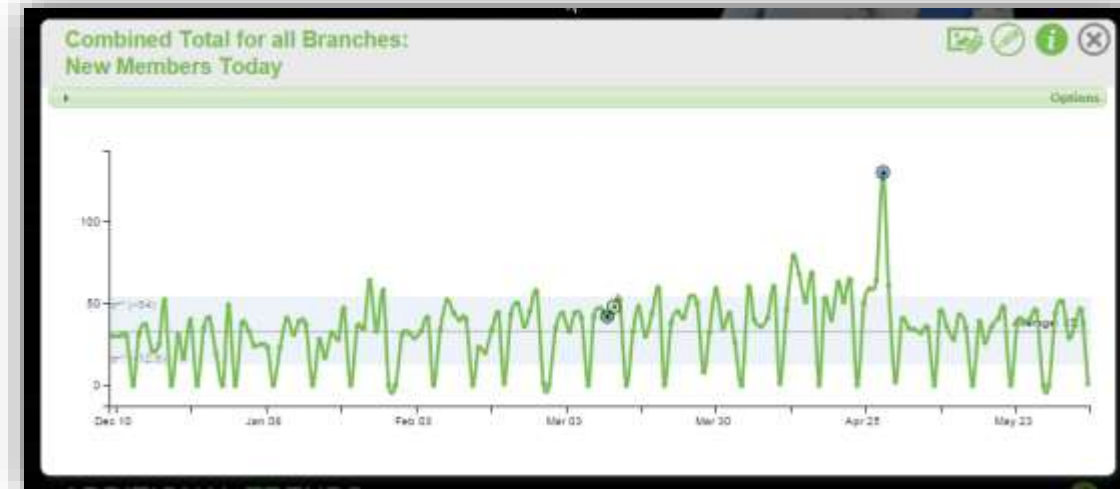 Combined Total for all Branches:
New Members Today
Options
100
50
0
Average
Dec 10
Jan 06
Feb 03
Mar 03
Mar 30
Apr 25
May 23